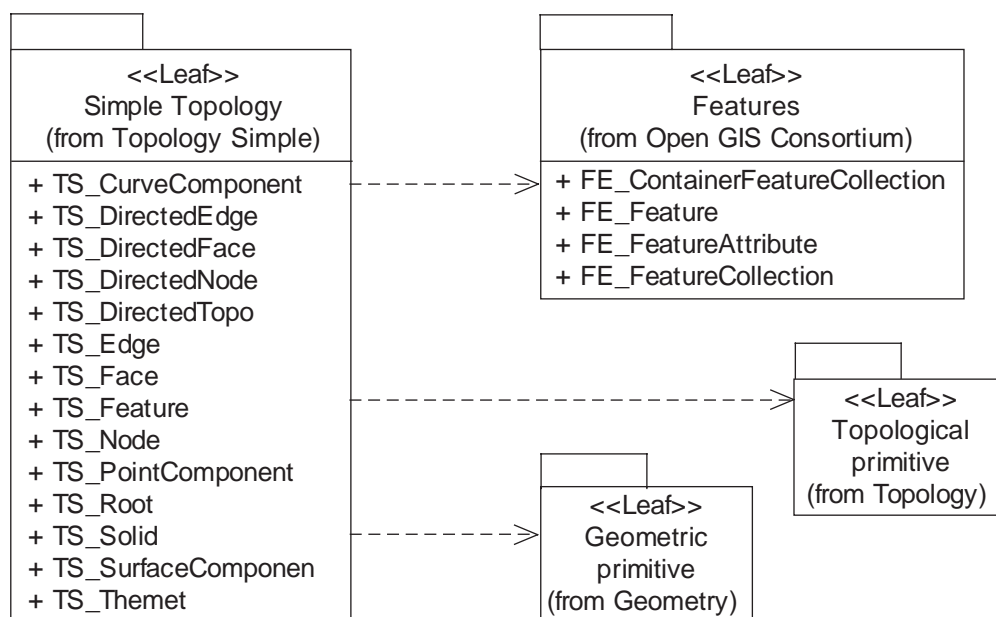 <<Leaf>>
Simple Topology
(from Topology Simple)
+ TS_CurveComponent
+ TS_DirectedEdge
+ TS_DirectedFace
+ TS_DirectedNode
+ TS_DirectedTopo
+ TS_Edge
+ TS_Face
+ TS_Feature
+ TS_Node
+ TS_PointComponent
+ TS_Root
+ TS_Solid
+ TS_SurfaceComponen
+ TS_Themet
<<Leaf>>
Features
(from Open GIS Consortium)
+ FE_ContainerFeatureCollection
+ FE_Feature
+ FE_FeatureAttribute
+ FE_FeatureCollection
<<Leaf>>
Topological
primitive
(from Topology)
<<Leaf>>
Geometric
primitive
(from Geometry)